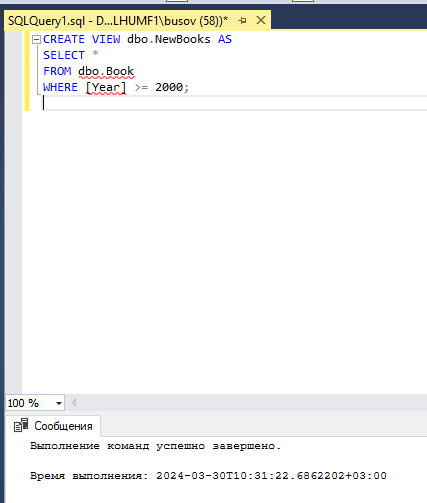 SQLQuery1.sql - D...LHUMF1\busov (58))*
CREATE VIEW dbo.NewBooks AS
SELECT *
FROM dbo.Book
WHERE [Year] >= 2000;
100 %
Сообщения
Выполнение команд успешно завершено.
Время выполнения: 2024-03-30T10:31:22.6862202+03:00